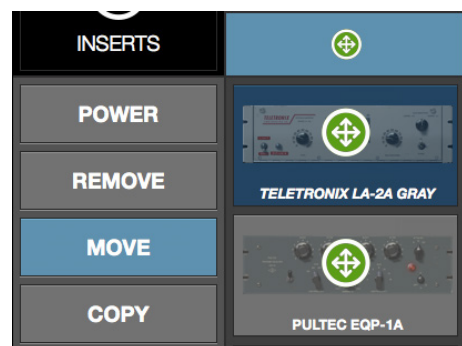 INSERTS
POWER
REMOVE
MOVE
COPY
TELETRONIX LA-2A GRAY
PULTEC EQP-1A